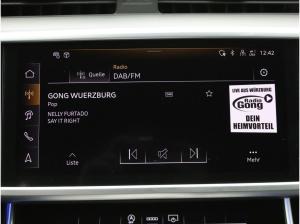 12:42
Radio
Quelle
DAB/FM
GONG WUERZBURG
Pop
NELLY FURTADO
SAY IT RIGHT
LIVE AUS WÜRZBURG
Radio
Gong
DEIN
HEIMVORTEIL
Liste
Mehr